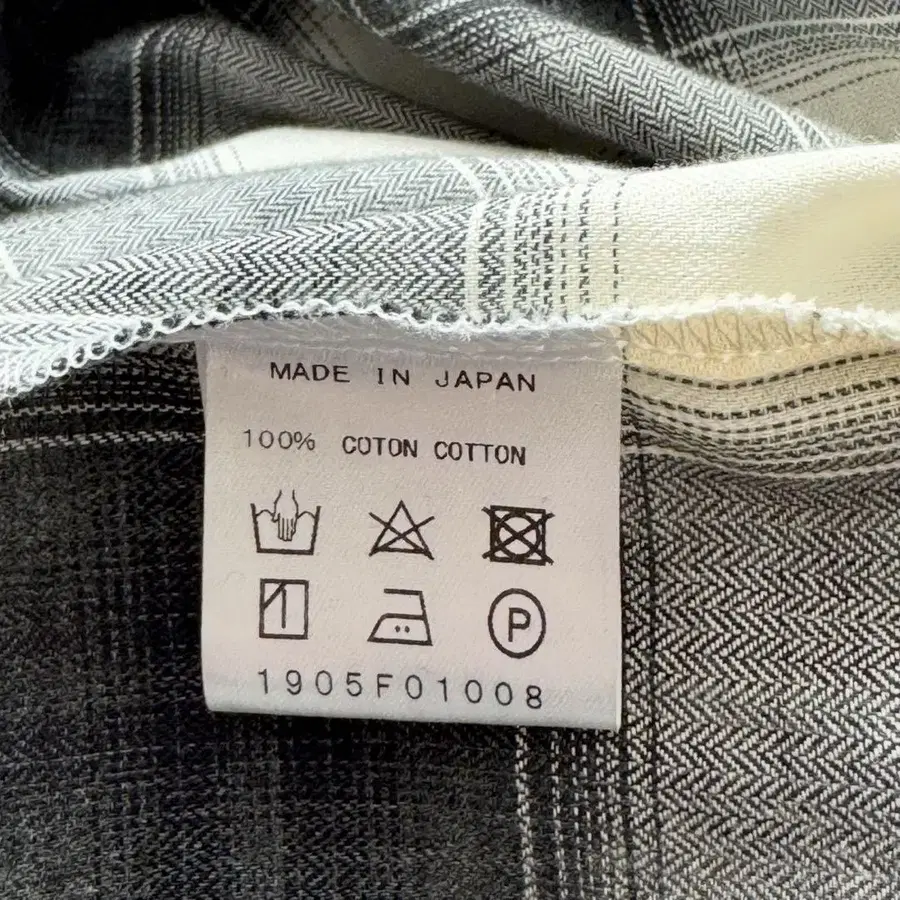 MADE IN JAPAN
100% COTON COTTON
P
1905F01008